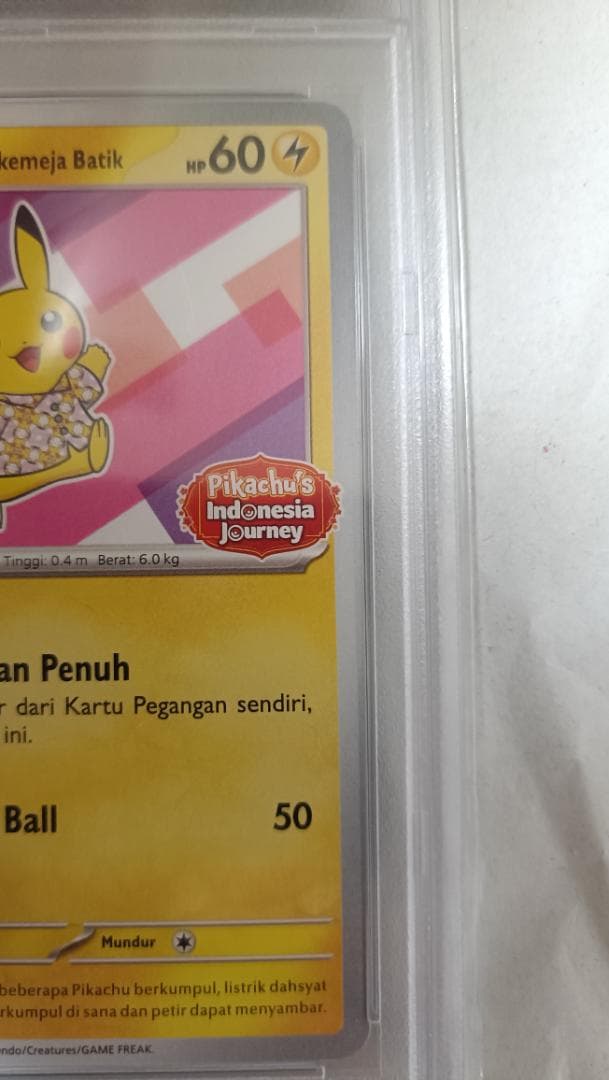 kemeja Batik HP 60
Pikachu's
Indonesia
Journey
Tinggi: 0.4 m Berat: 6.0 kg
an Penuh
r dari Kartu Pegangan sendiri,
ini.
Ball 50
Mundur
beberapa Pikachu berkumpul, listrik dahsyat
rkumpul di sana dan petir dapat menyambar.
ndo/Creatures/GAME FREAK.